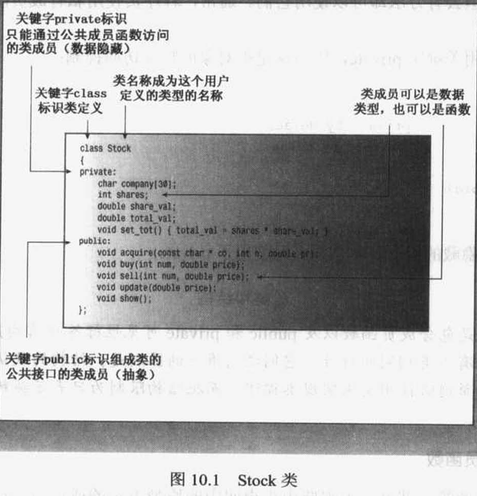 关键字private标识
只能通过公共成员函数访问
的类成员（数据隐藏）
关键字class
标识类定义
类名称成为这个用户
定义的类型的名称
类成员可以是数据
类型，也可以是函数
class Stock
{
private:
char company[30];
int shares;
double share_val;
double total_val;
void set_tot() { total_val = shares * share_val; }
public:
void acquire(const char * co, int n, double pr);
void buy(int num, double price);
void sell(int num, double price);
void update(double price);
void show();
};
关键字public标识组成类的
公共接口的类成员（抽象）
图 10.1 Stock 类